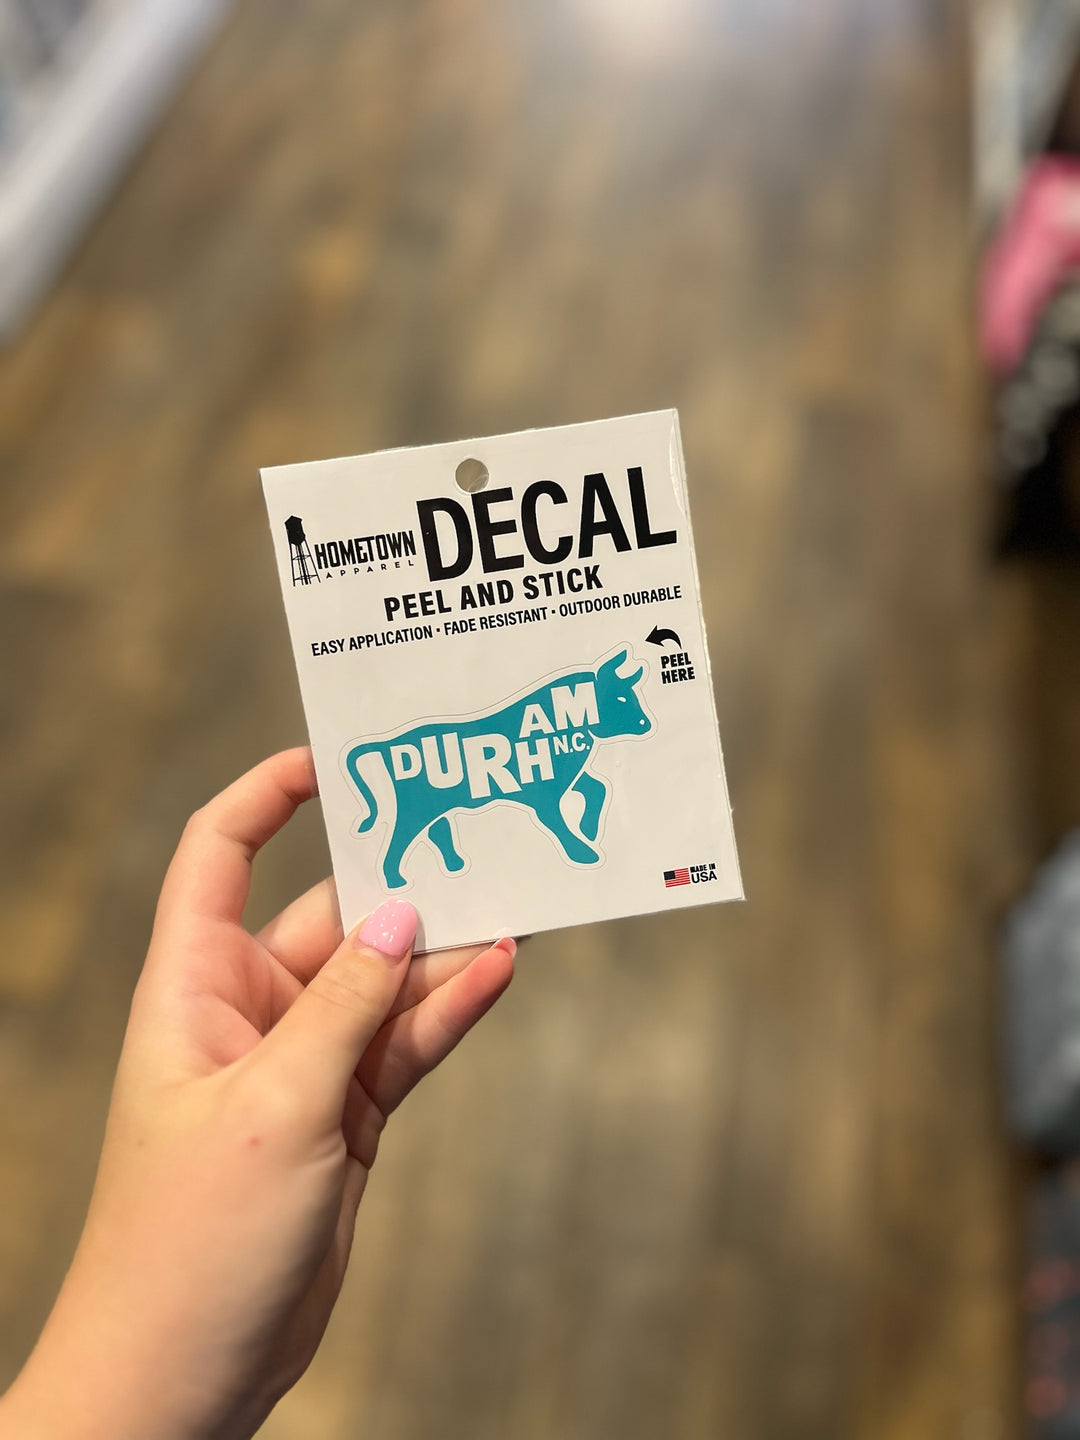 HOMETOWN
APPAREL
DECAL
PEEL AND STICK
EASY APPLICATION • FADE RESISTANT • OUTDOOR DURABLE
PEEL
HERE
DURHAM
N.C.
MADE IN
USA